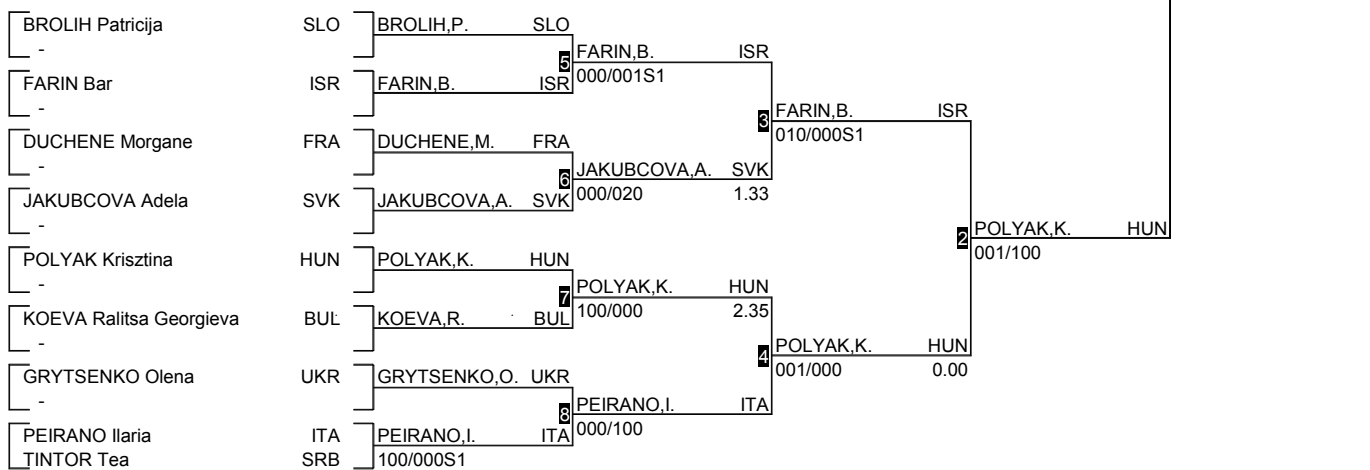 BROLIH Patricija SLO BROLIH,P. SLO
-
5 FARIN,B. ISR
000/001S1
FARIN Bar ISR FARIN,B. ISR
-
3 FARIN,B. ISR
010/000S1
DUCHENE Morgane FRA DUCHENE,M. FRA
-
6 JAKUBCOVA,A. SVK
000/020 1.33
JAKUBCOVA Adela SVK JAKUBCOVA,A. SVK
-
2 POLYAK,K. HUN
001/100
POLYAK Krisztina HUN POLYAK,K. HUN
-
7 POLYAK,K. HUN
100/000 2.35
KOEVA Ralitsa Georgieva BUL KOEVA,R. BUL
-
4 POLYAK,K. HUN
001/000 0.00
GRYTSENKO Olena UKR GRYTSENKO,O. UKR
-
8 PEIRANO,I. ITA
000/100
PEIRANO Ilaria ITA PEIRANO,I. ITA
TINTOR Tea SRB 100/000S1